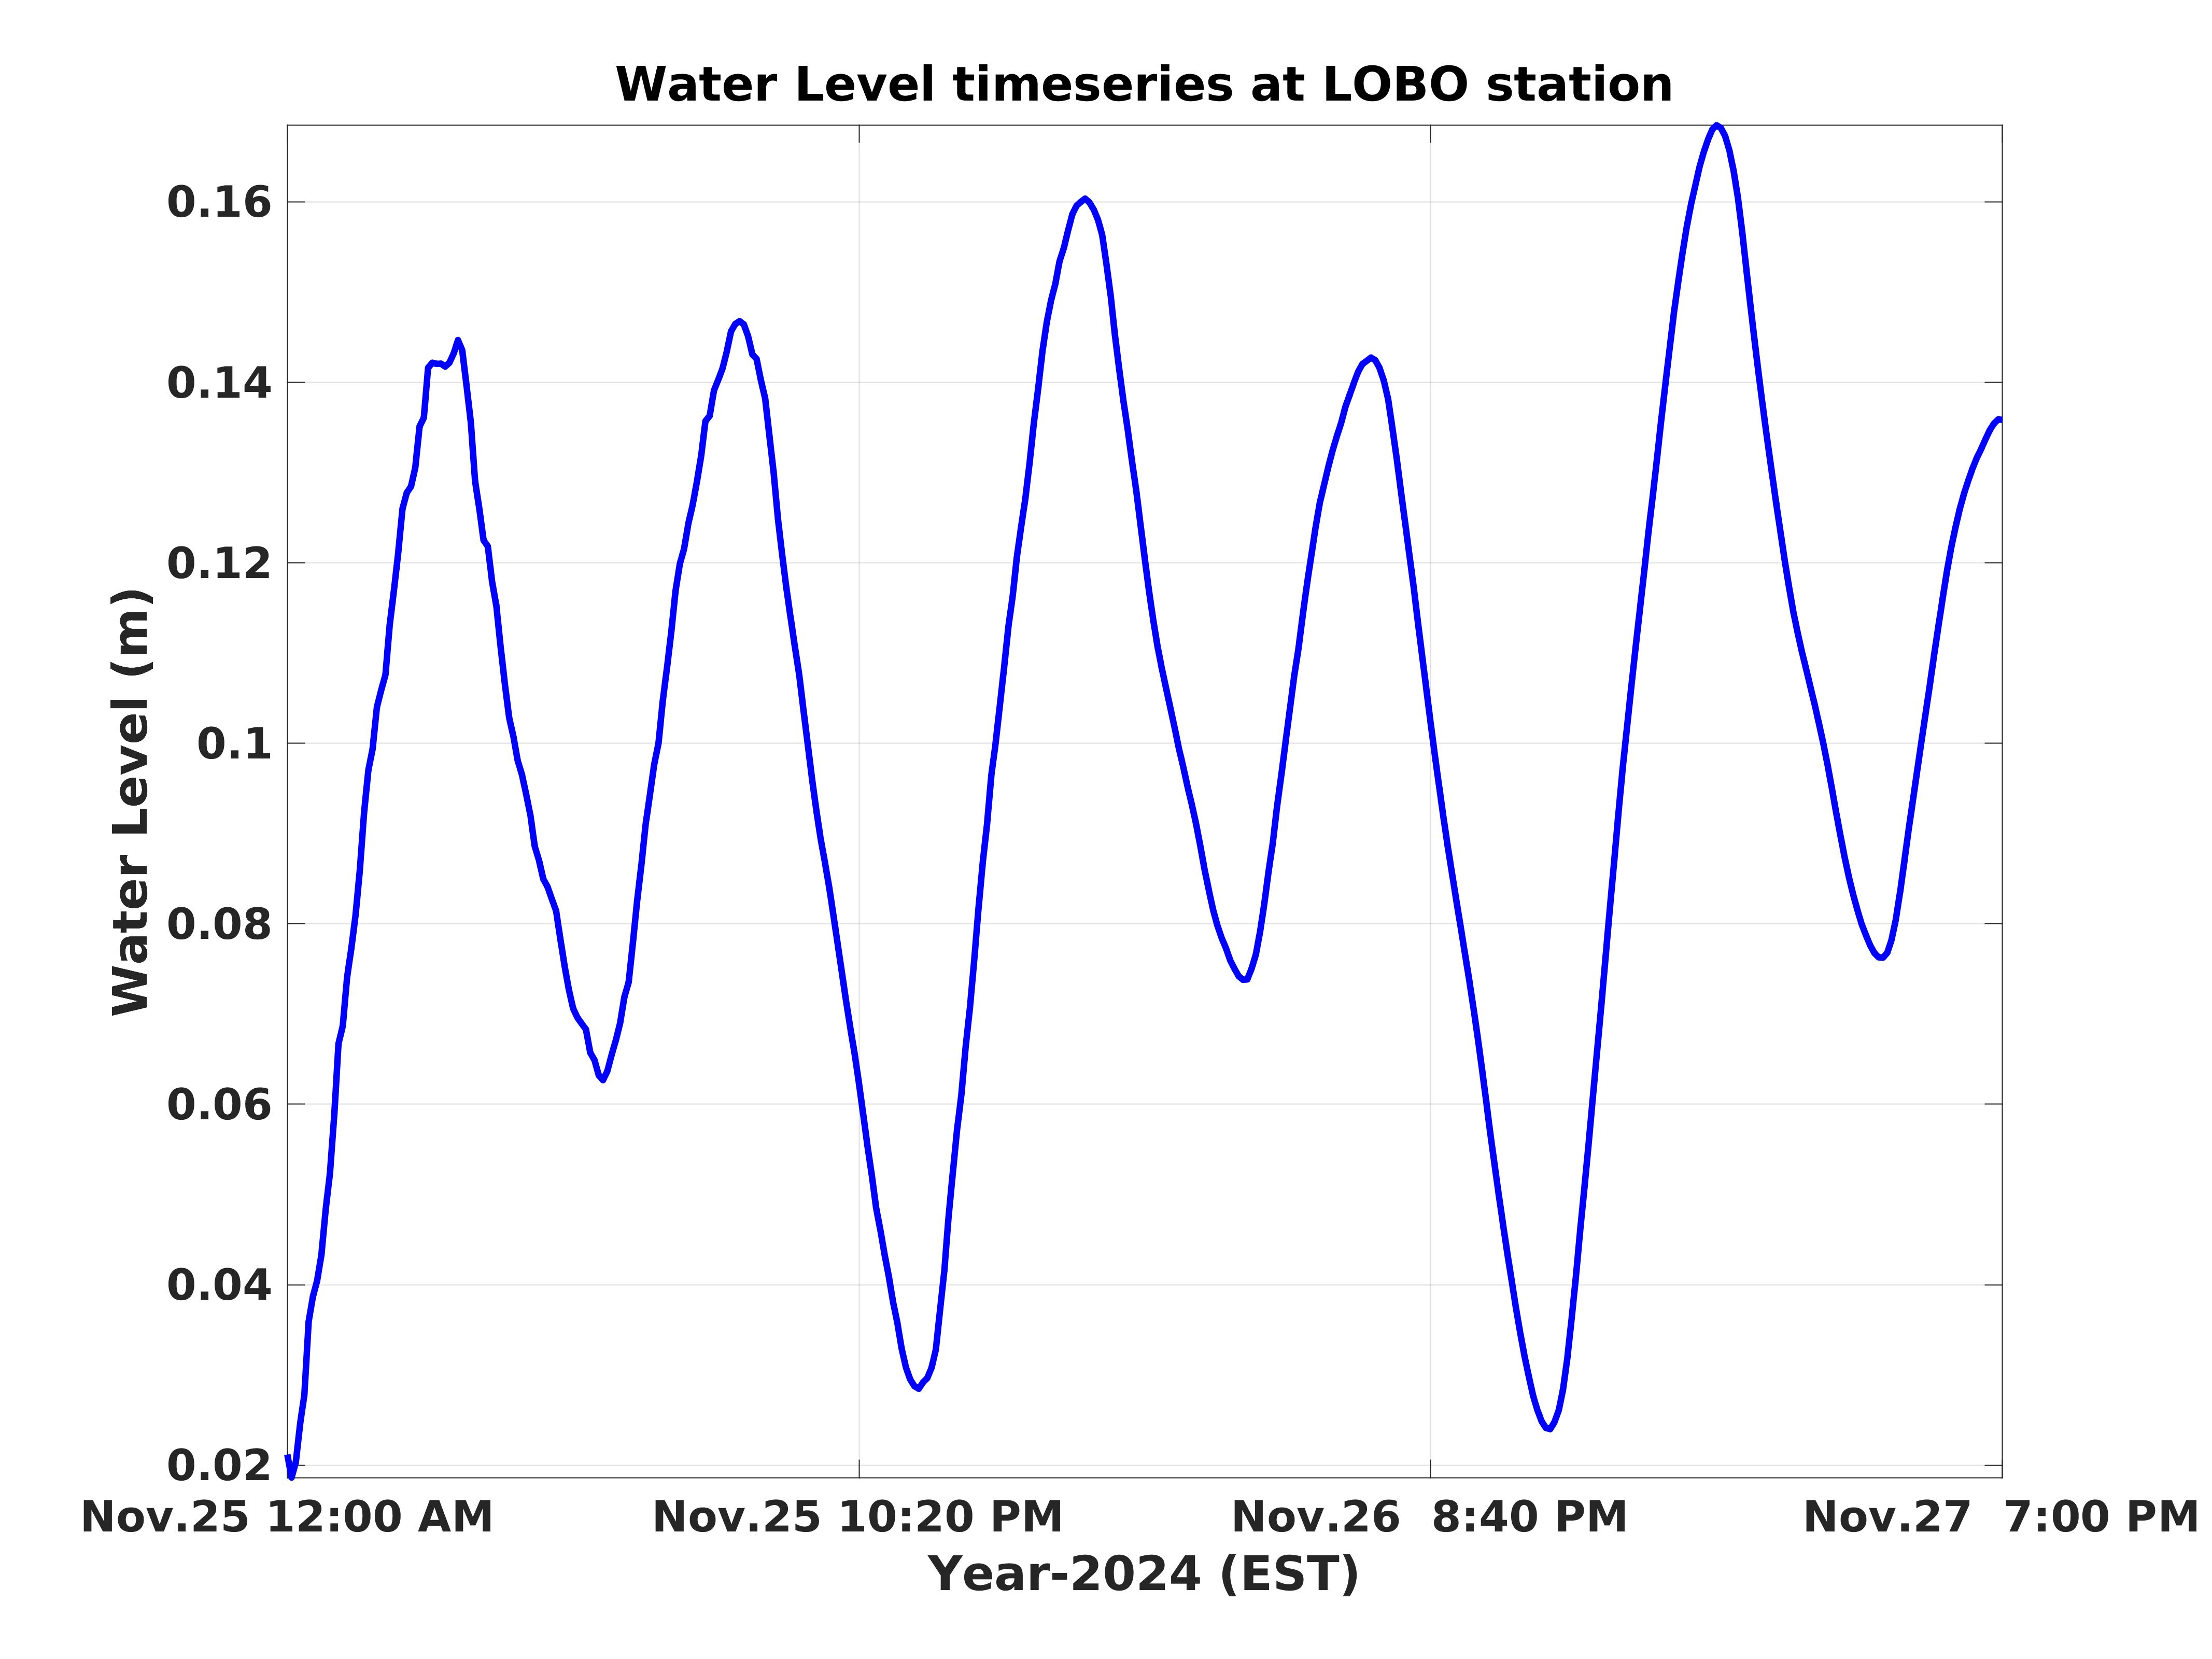 Water Level timeseries at LOBO station
0.16
0.14
0.12
0.1
0.08
0.06
0.04
0.02
Water Level (m)
Nov.25 12:00 AM Nov.25 10:20 PM Nov.26 8:40 PM Nov.27 7:00 PM
Year-2024 (EST)